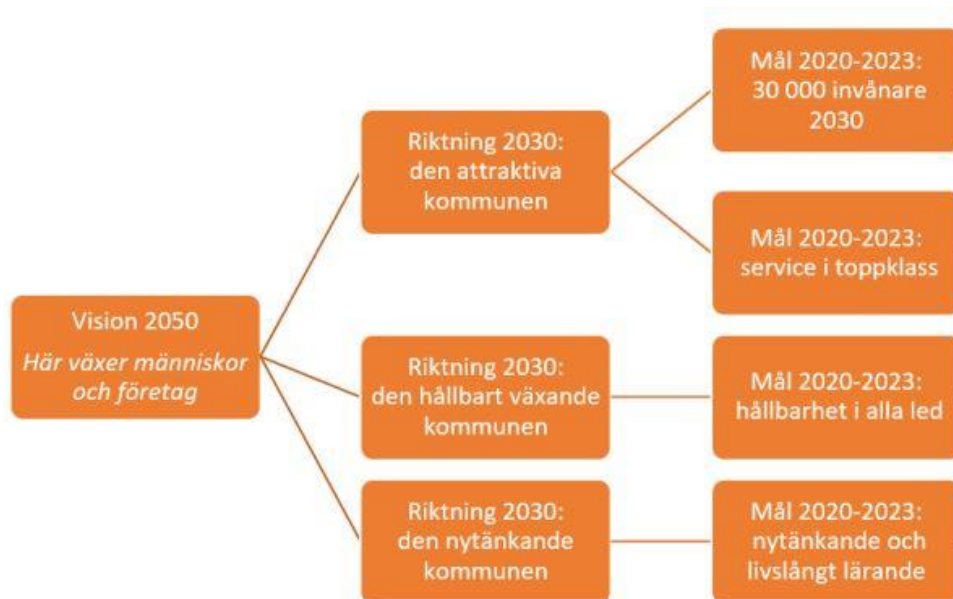 Vision 2050
Här växer människor
och företag
Riktning 2030:
den attraktiva
kommunen
Mål 2020-2023:
30 000 invånare
2030
Mål 2020-2023:
service i toppklass
Riktning 2030:
den hållbart växande
kommunen
Mål 2020-2023:
hållbarhet i alla led
Riktning 2030:
den nytänkande
kommunen
Mål 2020-2023:
nytänkande och
livslångt lärande